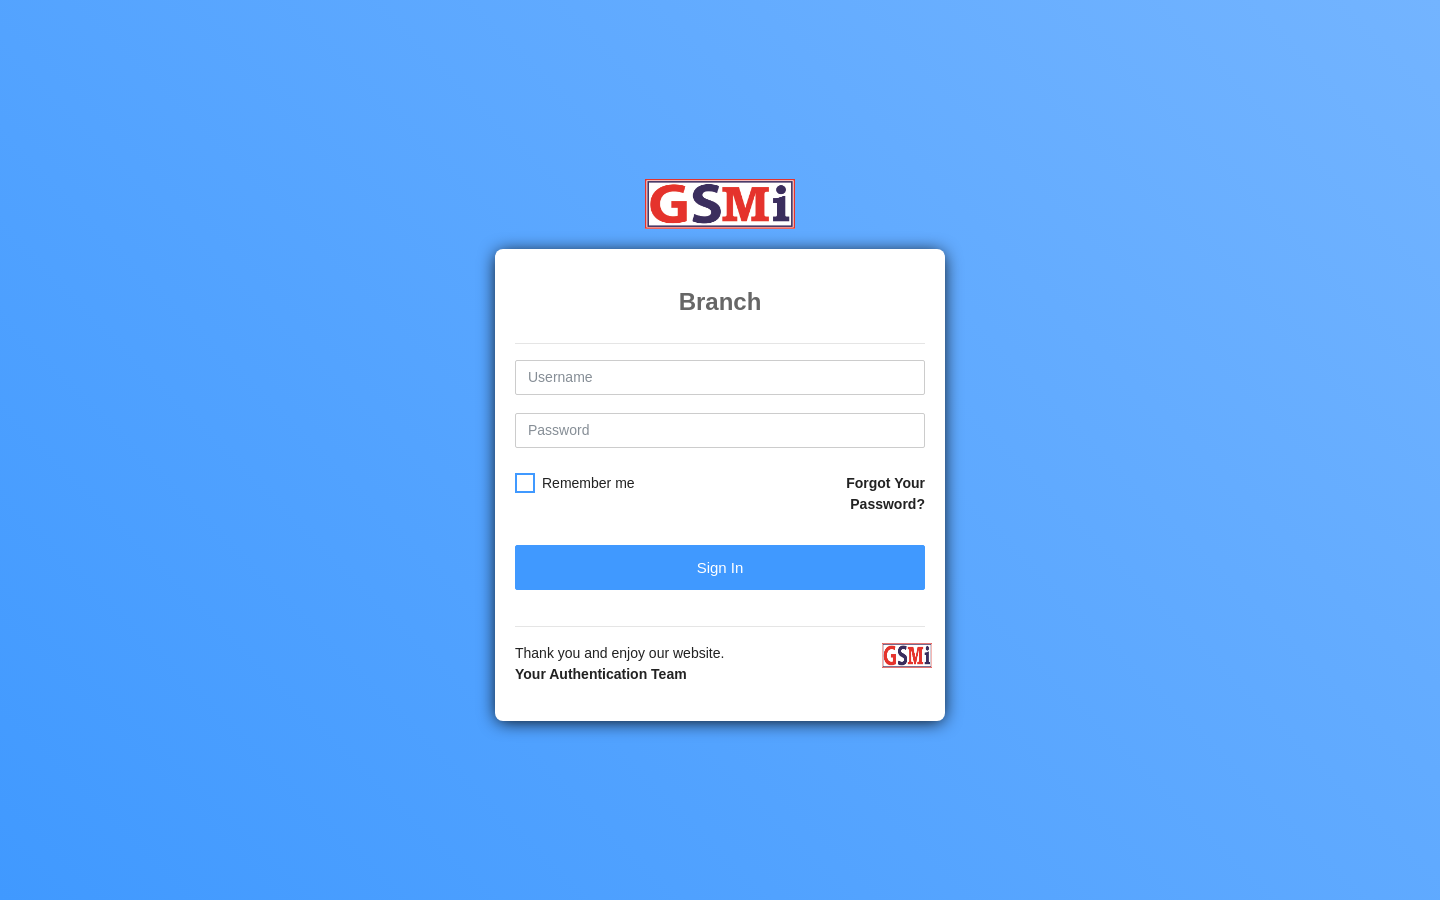 GSMi
Branch
Username
Password
Remember me
Forgot Your
Password?
Sign In
Thank you and enjoy our website.
Your Authentication Team
GSMi